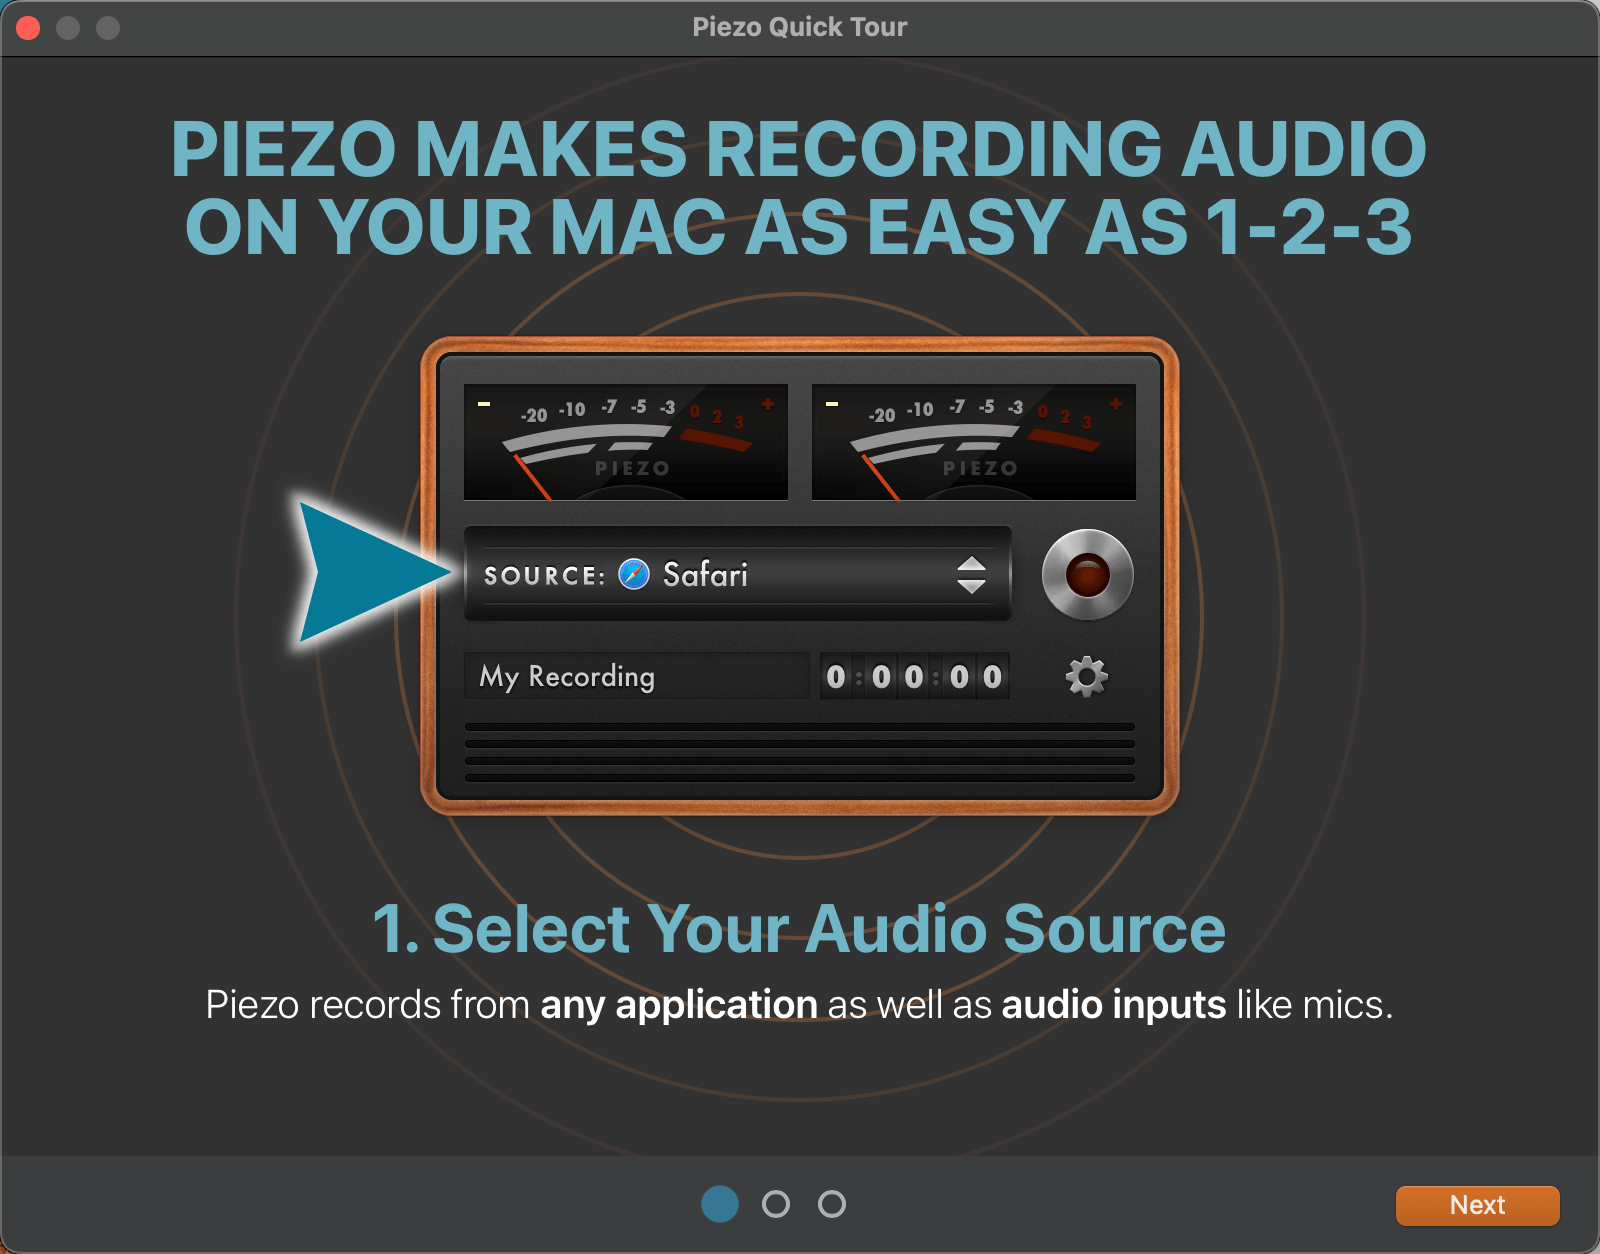 Piezo Quick Tour
PIEZO MAKES RECORDING AUDIO
ON YOUR MAC AS EASY AS 1-2-3
- -20 -10 -7 -5 -3 0 2 3 +
PIEZO
- -20 -10 -7 -5 -3 0 2 3 +
PIEZO
SOURCE: Safari
My Recording 0:00:00
1. Select Your Audio Source
Piezo records from any application as well as audio inputs like mics.
Next